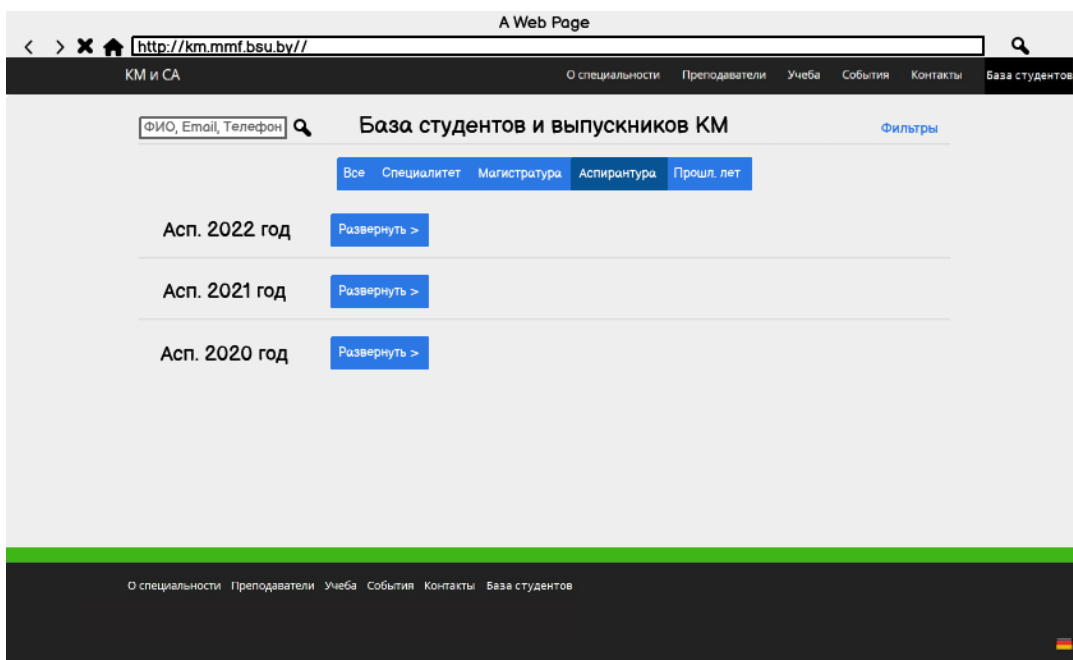 A Web Page
http://km.mmf.bsu.by//
КМ и СА О специальности Преподаватели Учеба События Контакты База студентов
ФИО, Email, Телефон База студентов и выпускников КМ Фильтры
Все Специалитет Магистратура Аспирантура Прошл. лет
Асп. 2022 год Развернуть >
Асп. 2021 год Развернуть >
Асп. 2020 год Развернуть >
О специальности Преподаватели Учеба События Контакты База студентов